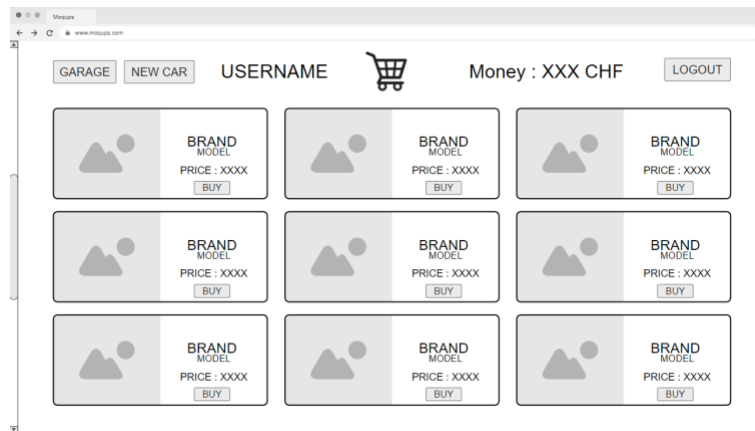 Moqups
www.moqups.com
GARAGE NEW CAR USERNAME Money : XXX CHF LOGOUT
BRAND
MODEL
PRICE : XXXX
BUY
BRAND
MODEL
PRICE : XXXX
BUY
BRAND
MODEL
PRICE : XXXX
BUY
BRAND
MODEL
PRICE : XXXX
BUY
BRAND
MODEL
PRICE : XXXX
BUY
BRAND
MODEL
PRICE : XXXX
BUY
BRAND
MODEL
PRICE : XXXX
BUY
BRAND
MODEL
PRICE : XXXX
BUY
BRAND
MODEL
PRICE : XXXX
BUY